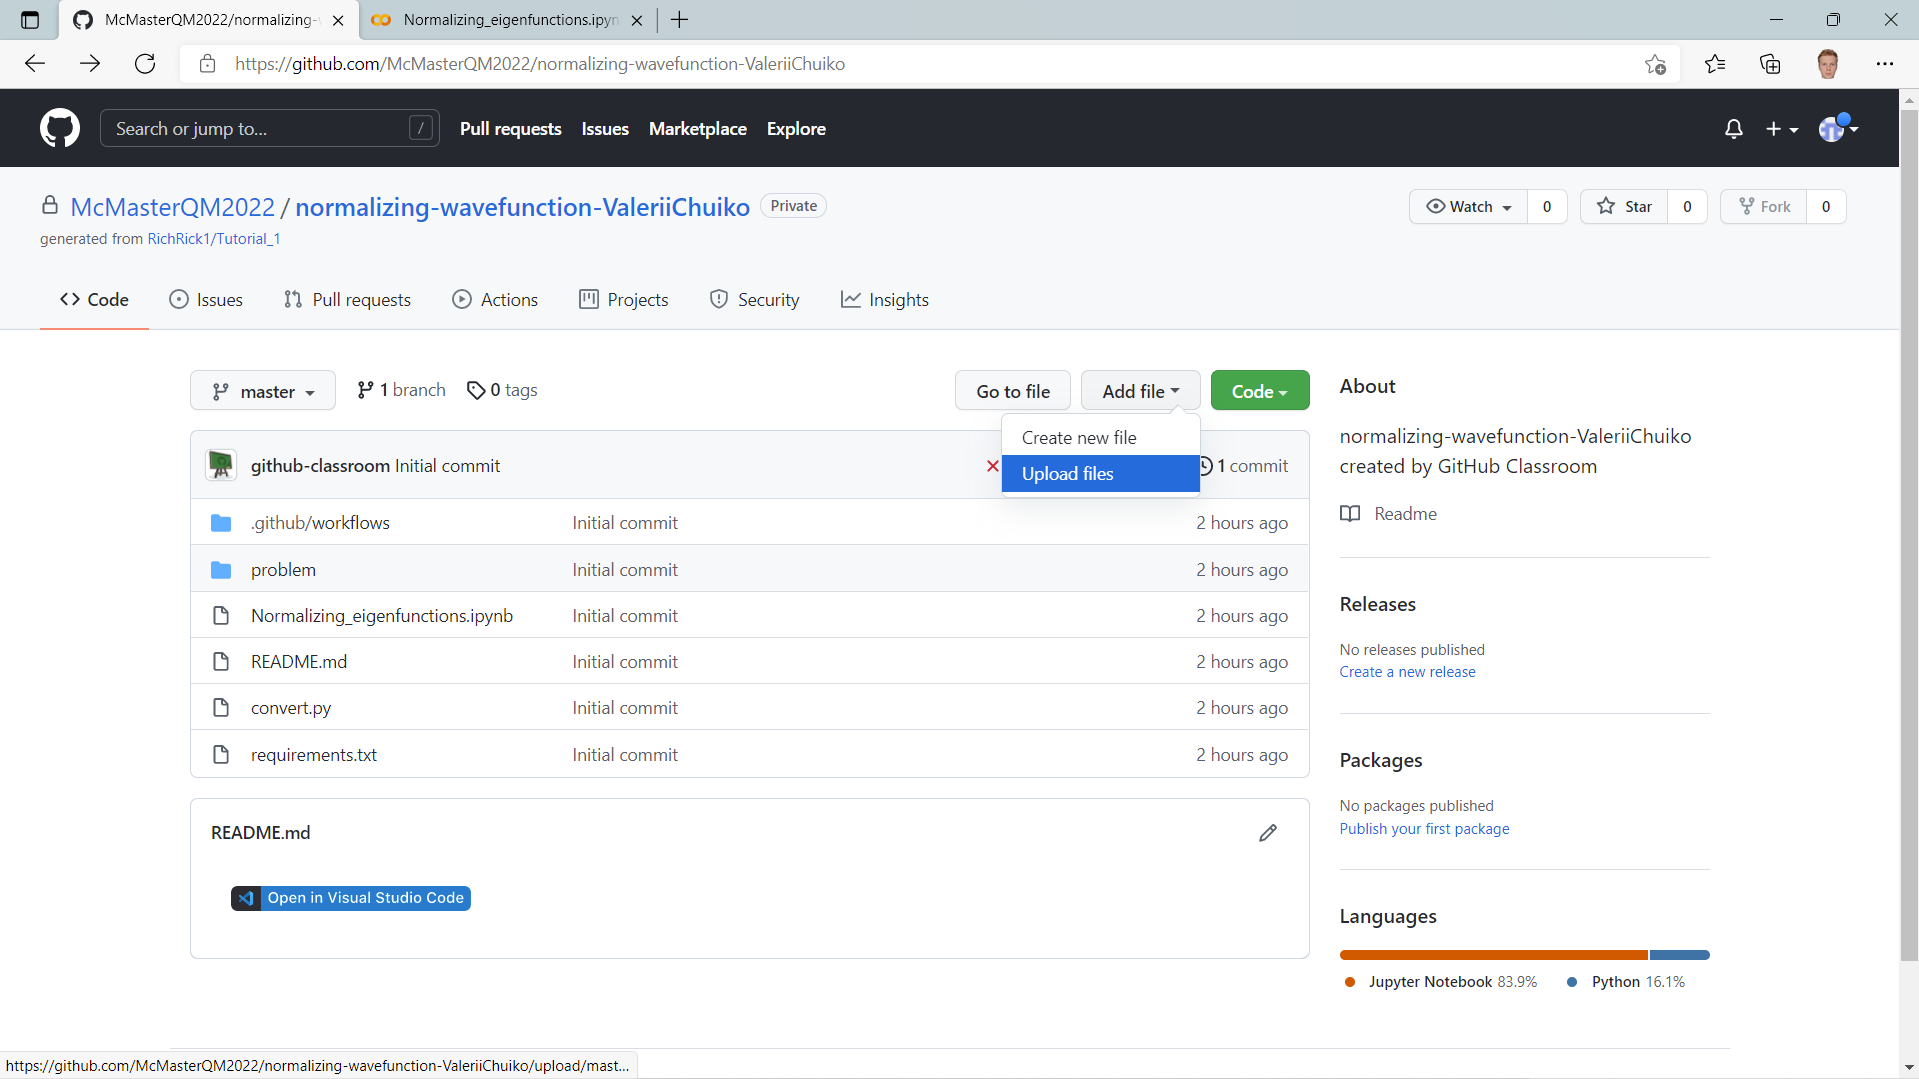 McMasterQM2022/normalizing-
Normalizing_eigenfunctions.ipyn
https://github.com/McMasterQM2022/normalizing-wavefunction-ValeriiChuiko
Search or jump to...
/
Pull requests
Issues
Marketplace
Explore
McMasterQM2022 / normalizing-wavefunction-ValeriiChuiko
Private
Watch
0
Star
0
Fork
0
generated from RichRick1/Tutorial_1
Code
Issues
Pull requests
Actions
Projects
Security
Insights
master
1 branch
0 tags
Go to file
Add file
Code
Create new file
Upload files
github-classroom Initial commit
1 commit
.github/workflows
Initial commit
2 hours ago
problem
Initial commit
2 hours ago
Normalizing_eigenfunctions.ipynb
Initial commit
2 hours ago
README.md
Initial commit
2 hours ago
convert.py
Initial commit
2 hours ago
requirements.txt
Initial commit
2 hours ago
README.md
Open in Visual Studio Code
About
normalizing-wavefunction-ValeriiChuiko
created by GitHub Classroom
Readme
Releases
No releases published
Create a new release
Packages
No packages published
Publish your first package
Languages
Jupyter Notebook 83.9%
Python 16.1%
https://github.com/McMasterQM2022/normalizing-wavefunction-ValeriiChuiko/upload/mast...